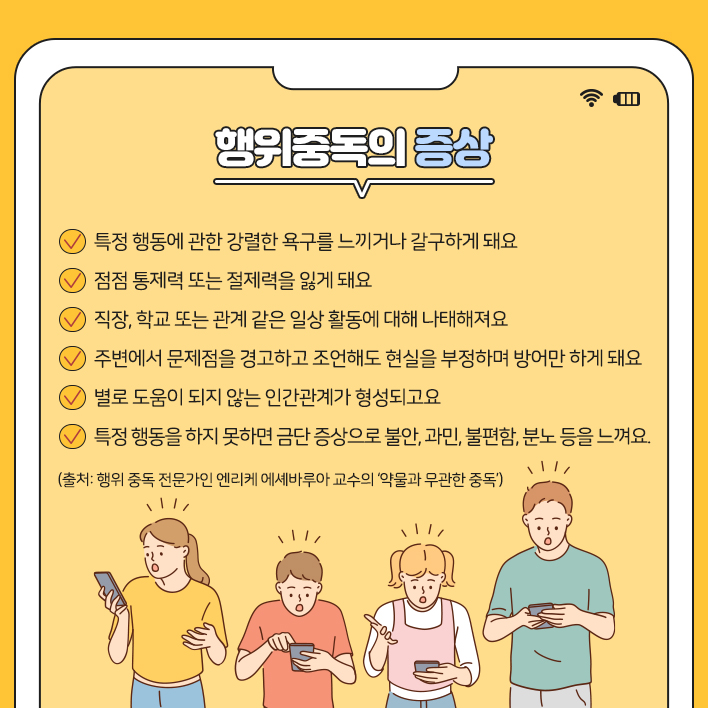 행위중독의 증상
특정 행동에 관한 강렬한 욕구를 느끼거나 갈구하게 돼요
점점 통제력 또는 절제력을 잃게 돼요
직장, 학교 또는 관계 같은 일상 활동에 대해 나태해져요
주변에서 문제점을 경고하고 조언해도 현실을 부정하며 방어만 하게 돼요
별로 도움이 되지 않는 인간관계가 형성되고요
특정 행동을 하지 못하면 금단 증상으로 불안, 과민, 불편함, 분노 등을 느껴요.
(출처: 행위 중독 전문가인 엔리케 에셰바루아 교수의 ‘약물과 무관한 중독’)